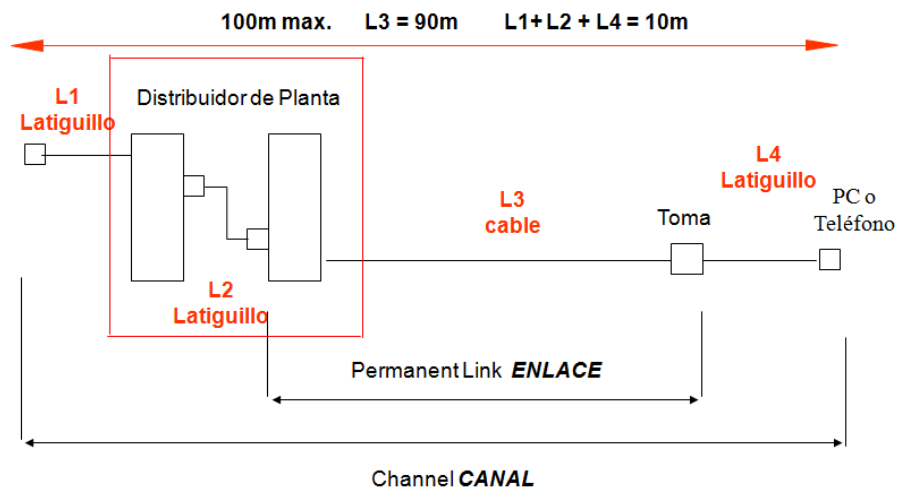 100m max. L3 = 90m L1+ L2 + L4 = 10m
Distribuidor de Planta
L1
Latiguillo
L2
Latiguillo
L3
cable
L4
Latiguillo
Toma
PC o
Teléfono
Permanent Link ENLACE
Channel CANAL